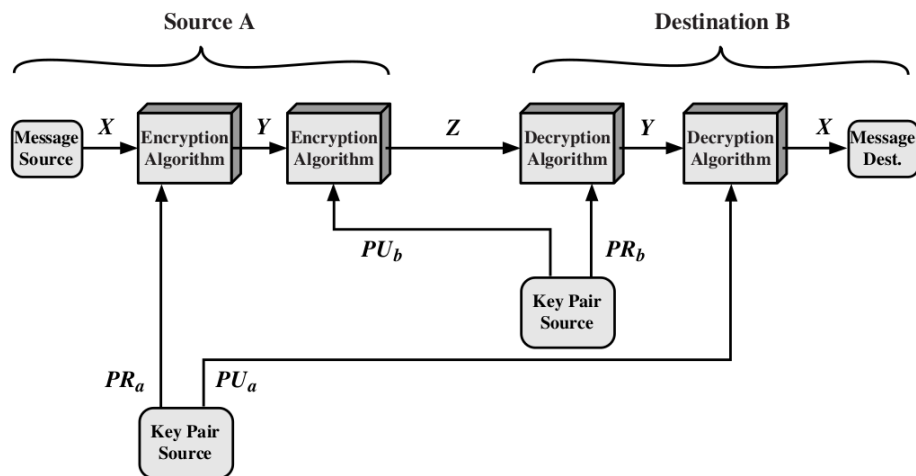 Source A
Destination B
Message
Source
X
Encryption
Algorithm
Y
Encryption
Algorithm
Z
Decryption
Algorithm
Y
Decryption
Algorithm
X
Message
Dest.
PUb
PRb
Key Pair
Source
PRa
PUa
Key Pair
Source